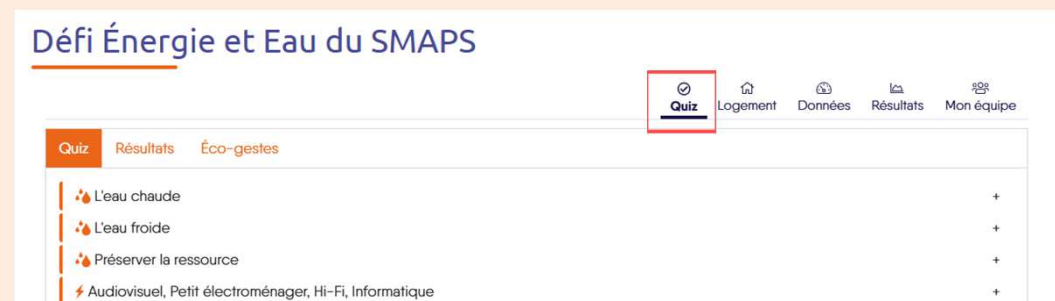 Défi Énergie et Eau du SMAPS
Quiz Logement Données Résultats Mon équipe
Quiz Résultats Éco-gestes
L'eau chaude +
L'eau froide +
Préserver la ressource +
Audiovisuel, Petit électroménager, Hi-Fi, Informatique +